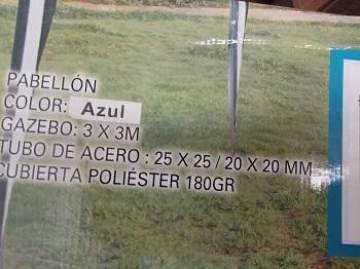 PABELLÓN
COLOR: Azul
GAZEBO: 3 X 3M
TUBO DE ACERO : 25 X 25 / 20 X 20 MM
CUBIERTA POLIÉSTER 180GR